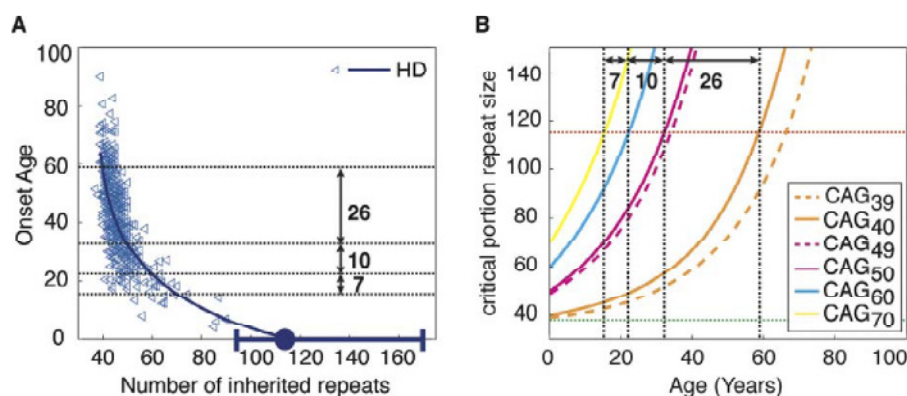 A
B
100
80
60
40
20
0
Onset Age
HD
26
10
7
40 60 80 100 120 140 160
Number of inherited repeats
140
120
100
80
60
40
critical portion repeat size
7 10 26
CAG39
CAG40
CAG49
CAG50
CAG60
CAG70
0 20 40 60 80 100
Age (Years)